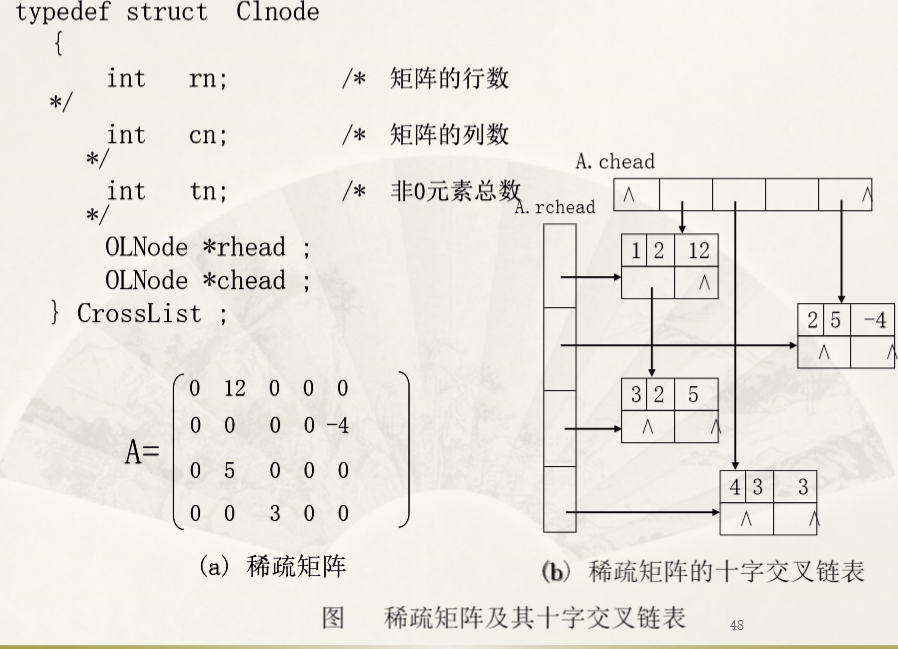 typedef struct Clnode
{
int rn; /* 矩阵的行数
*/
int cn; /* 矩阵的列数
*/
int tn; /* 非0元素总数
*/
OLNode *rhead ;
OLNode *chead ;
} CrossList ;
A.chead
∧ ∧
A.rchead
1 2 12
∧
2 5 -4
∧ ∧
3 2 5
∧ ∧
4 3 3
∧ ∧
0 12 0 0 0
0 0 0 0 -4
A=
0 5 0 0 0
0 0 3 0 0
(a) 稀疏矩阵
(b) 稀疏矩阵的十字交叉链表
图 稀疏矩阵及其十字交叉链表
48